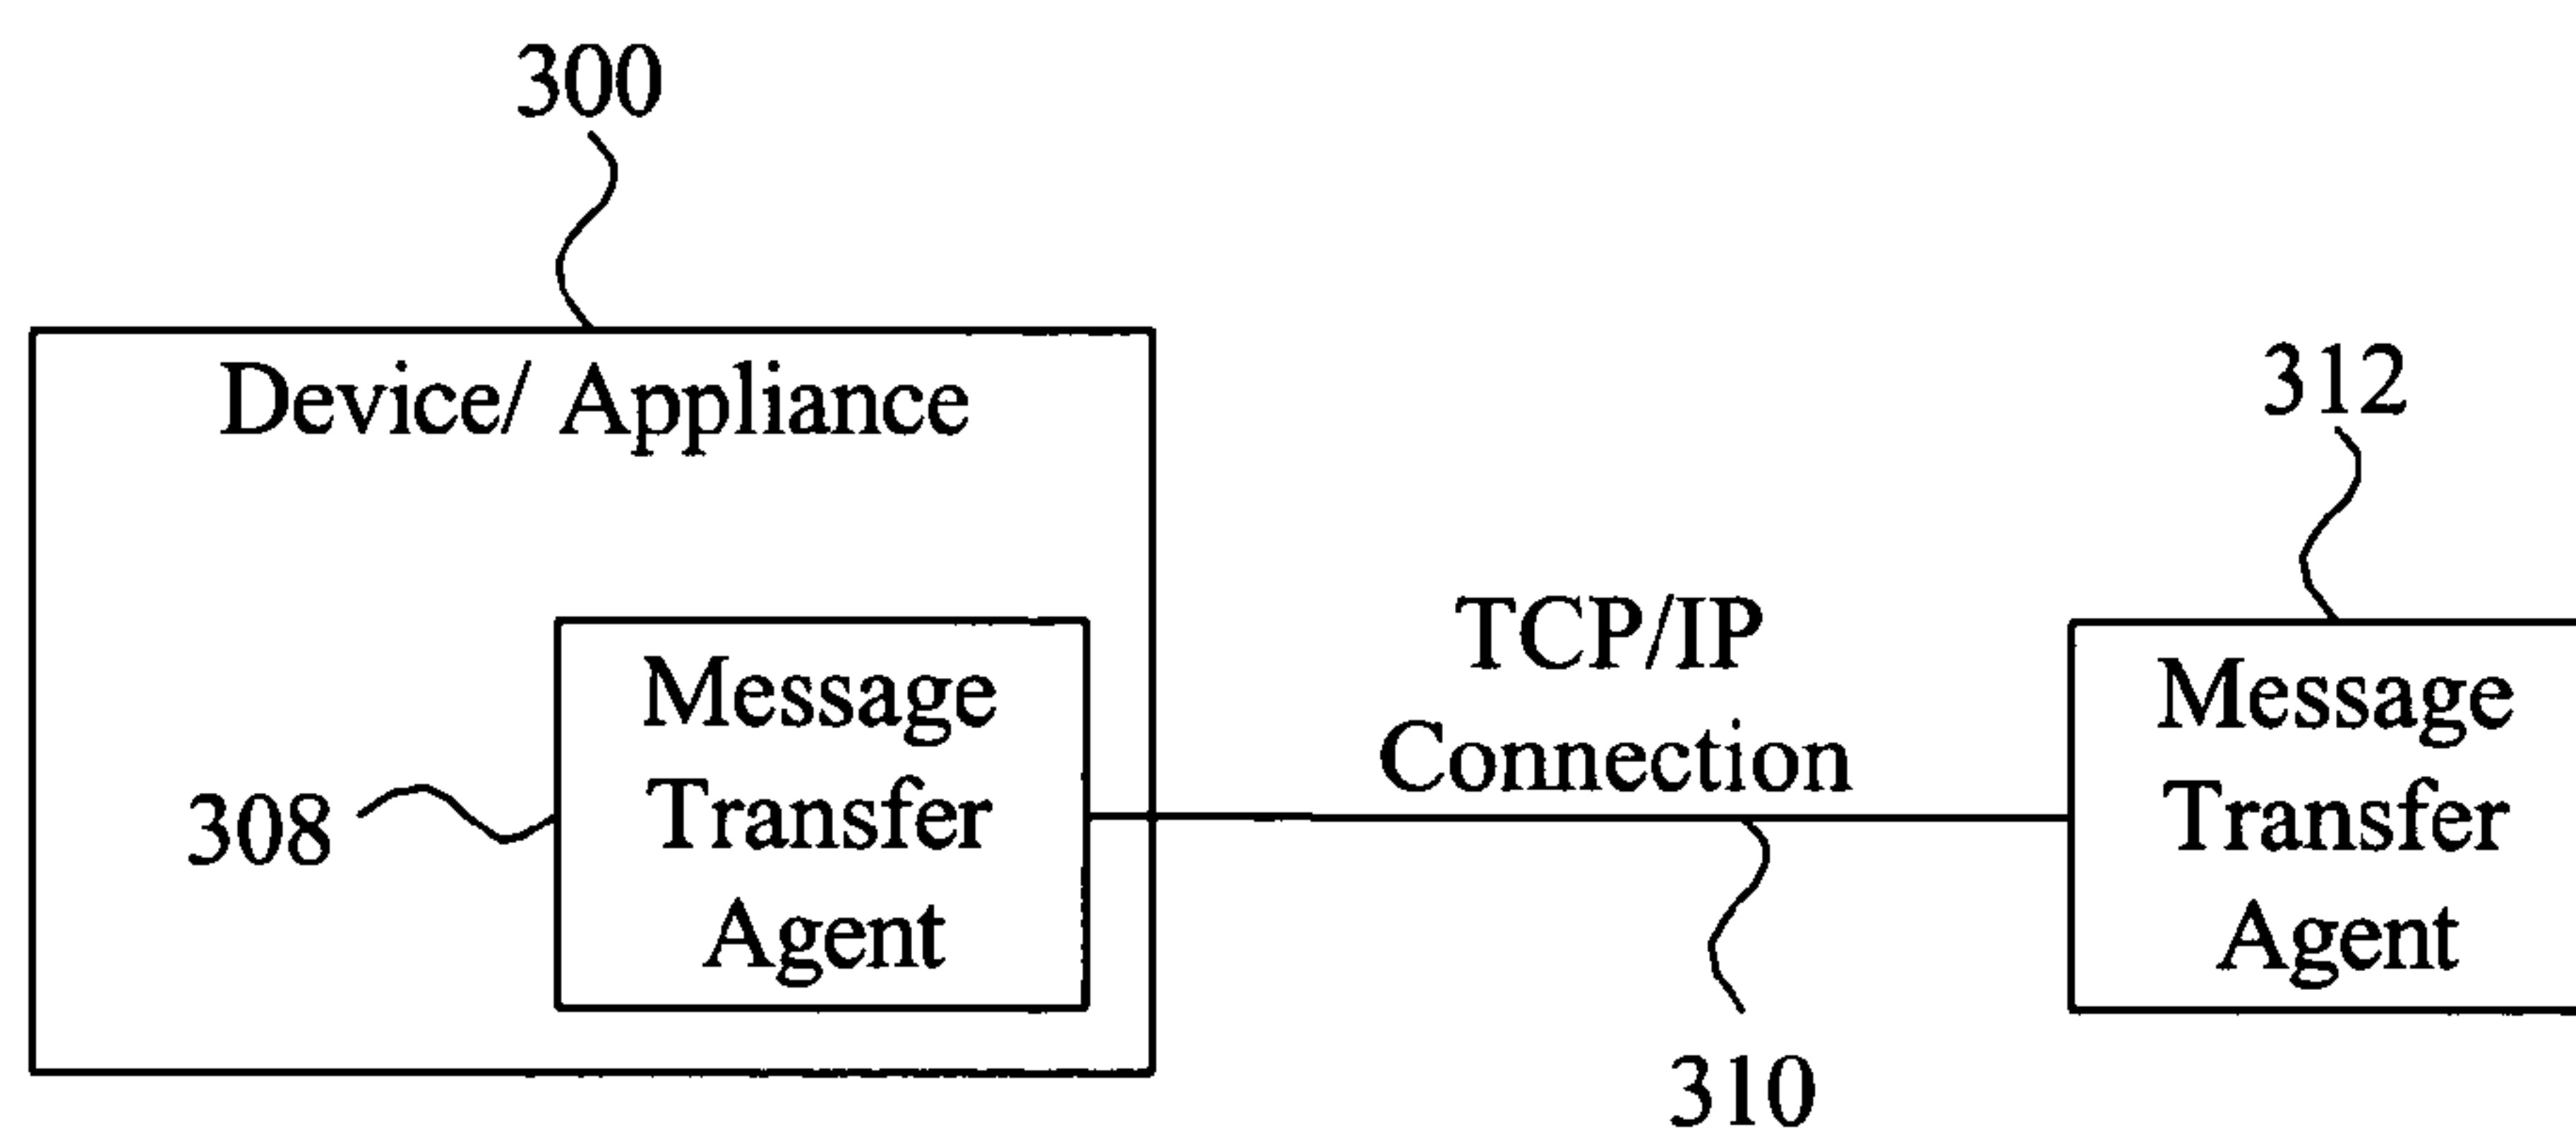 300
Device/ Appliance
312
TCP/IP
Connection
Message
Transfer
Agent
308
Message
Transfer
Agent
310